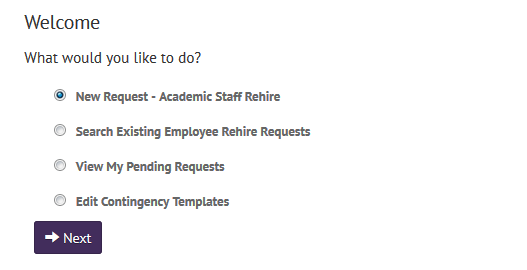 Welcome
What would you like to do?
New Request - Academic Staff Rehire
Search Existing Employee Rehire Requests
View My Pending Requests
Edit Contingency Templates
Next